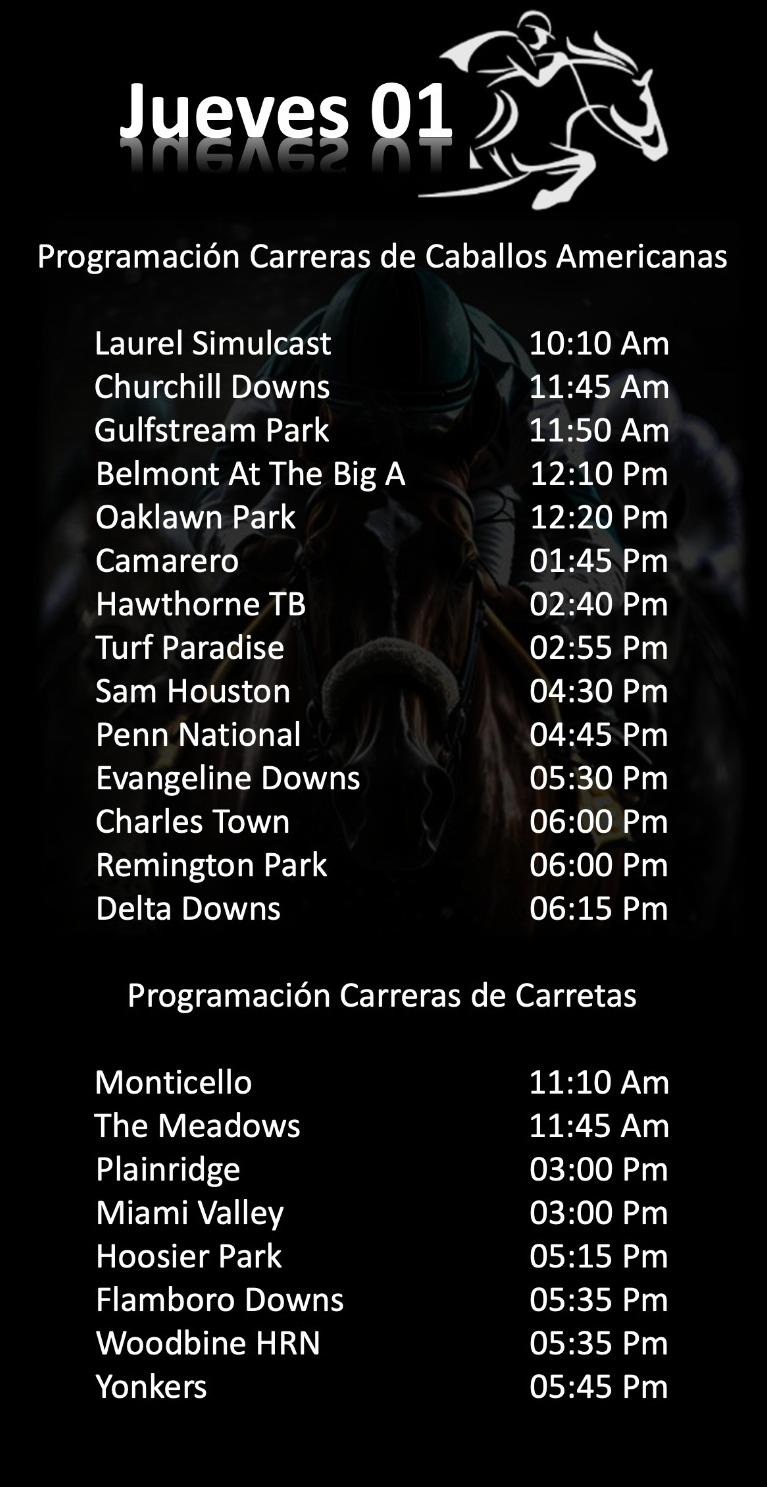 Jueves 01
Programación Carreras de Caballos Americanas
Laurel Simulcast 10:10 Am
Churchill Downs 11:45 Am
Gulfstream Park 11:50 Am
Belmont At The Big A 12:10 Pm
Oaklawn Park 12:20 Pm
Camarero 01:45 Pm
Hawthorne TB 02:40 Pm
Turf Paradise 02:55 Pm
Sam Houston 04:30 Pm
Penn National 04:45 Pm
Evangeline Downs 05:30 Pm
Charles Town 06:00 Pm
Remington Park 06:00 Pm
Delta Downs 06:15 Pm
Programación Carreras de Carretas
Monticello 11:10 Am
The Meadows 11:45 Am
Plainridge 03:00 Pm
Miami Valley 03:00 Pm
Hoosier Park 05:15 Pm
Flamboro Downs 05:35 Pm
Woodbine HRN 05:35 Pm
Yonkers 05:45 Pm